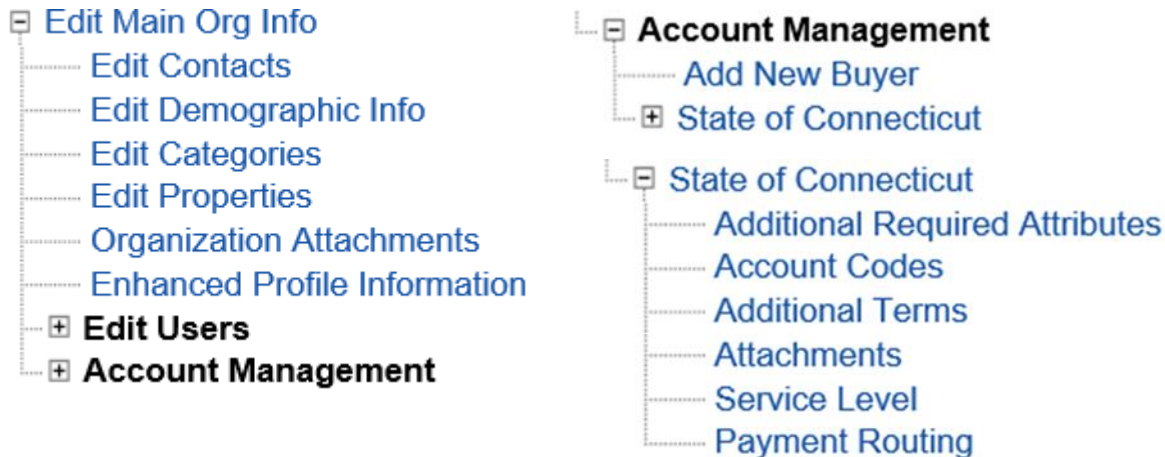 Edit Main Org Info
Edit Contacts
Edit Demographic Info
Edit Categories
Edit Properties
Organization Attachments
Enhanced Profile Information
Edit Users
Account Management
Account Management
Add New Buyer
State of Connecticut
State of Connecticut
Additional Required Attributes
Account Codes
Additional Terms
Attachments
Service Level
Payment Routing